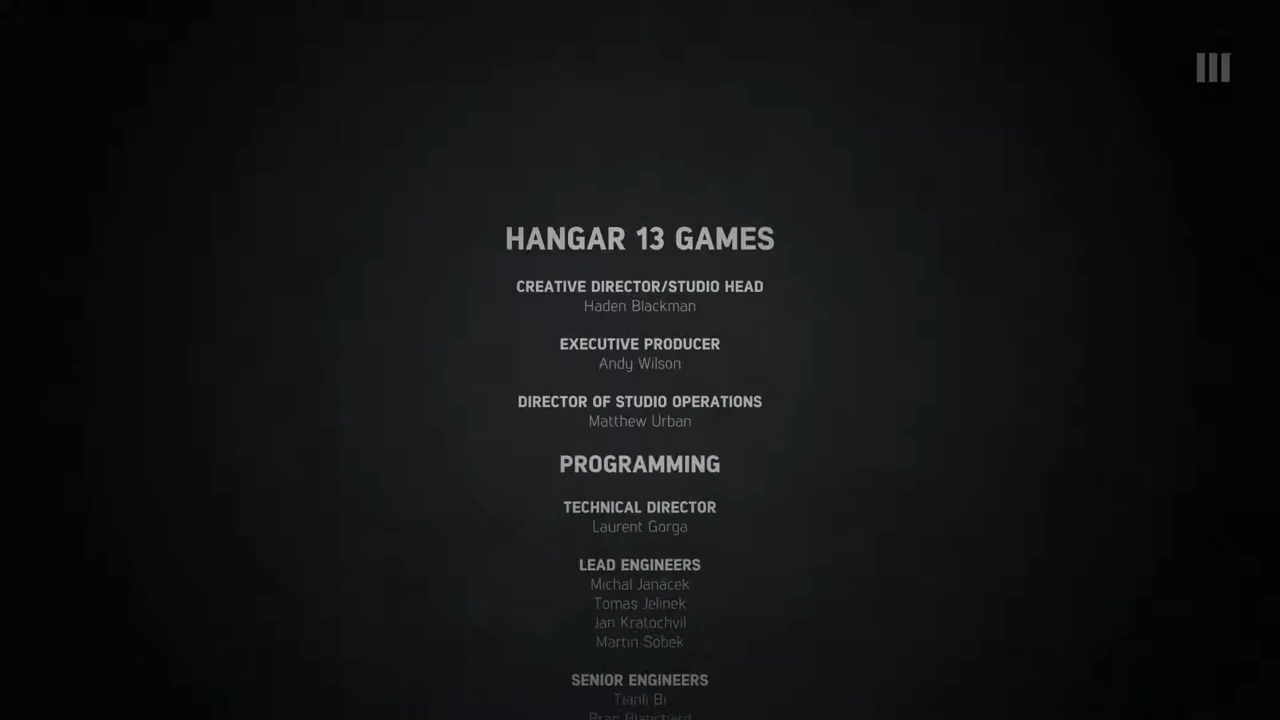 III
HANGAR 13 GAMES
CREATIVE DIRECTOR/STUDIO HEAD
Haden Blackman
EXECUTIVE PRODUCER
Andy Wilson
DIRECTOR OF STUDIO OPERATIONS
Matthew Urban
PROGRAMMING
TECHNICAL DIRECTOR
Laurent Gorga
LEAD ENGINEERS
Michal Janácek
Tomas Jelinek
Jan Kratochvil
Martin Sobek
SENIOR ENGINEERS
Tianli Bi